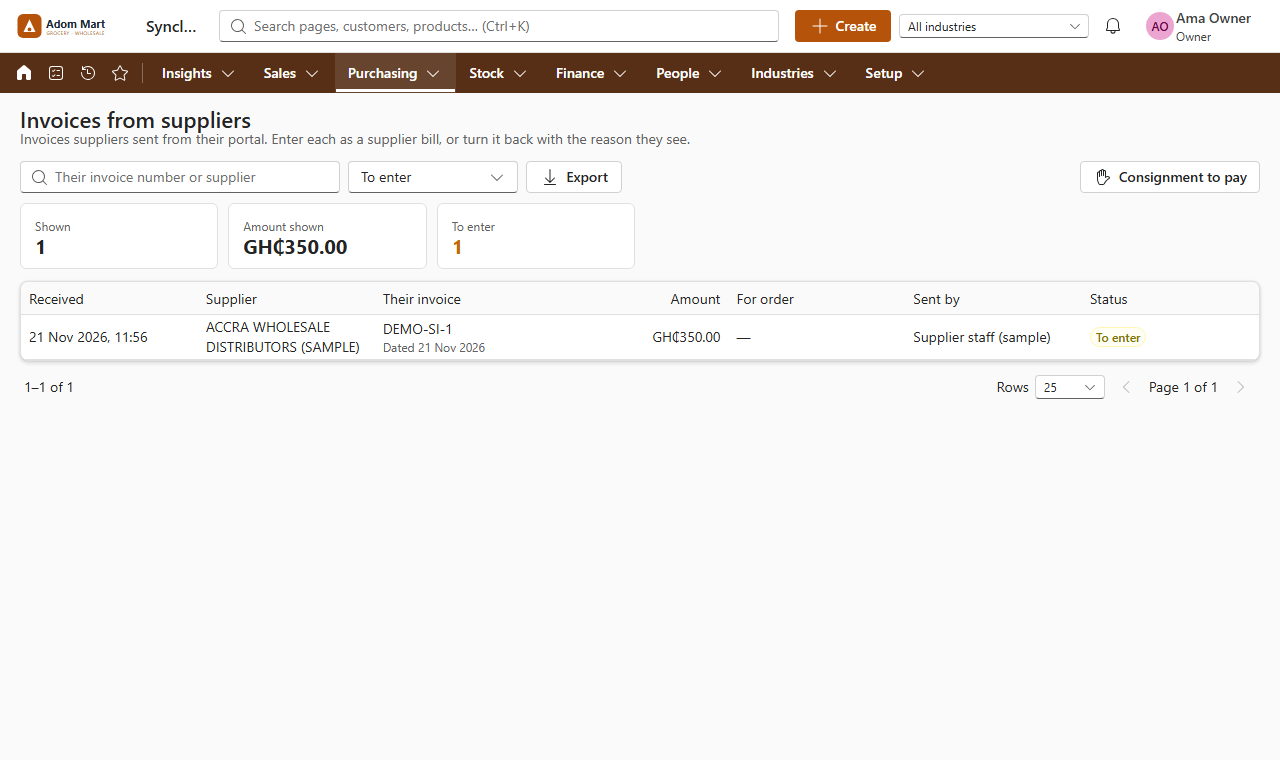 Adom Mart
GROCERY · WHOLESALE
Syncl...
Search pages, customers, products... (Ctrl+K)
Create
All industries
AO
Ama Owner
Owner
Insights
Sales
Purchasing
Stock
Finance
People
Industries
Setup
Invoices from suppliers
Invoices suppliers sent from their portal. Enter each as a supplier bill, or turn it back with the reason they see.
Their invoice number or supplier
To enter
Export
Consignment to pay
Shown
1
Amount shown
GH₵350.00
To enter
1
Received Supplier Their invoice Amount For order Sent by Status
21 Nov 2026, 11:56
ACCRA WHOLESALE
DISTRIBUTORS (SAMPLE)
DEMO-SI-1
Dated 21 Nov 2026
GH₵350.00
—
Supplier staff (sample)
To enter
1–1 of 1
Rows
25
Page 1 of 1